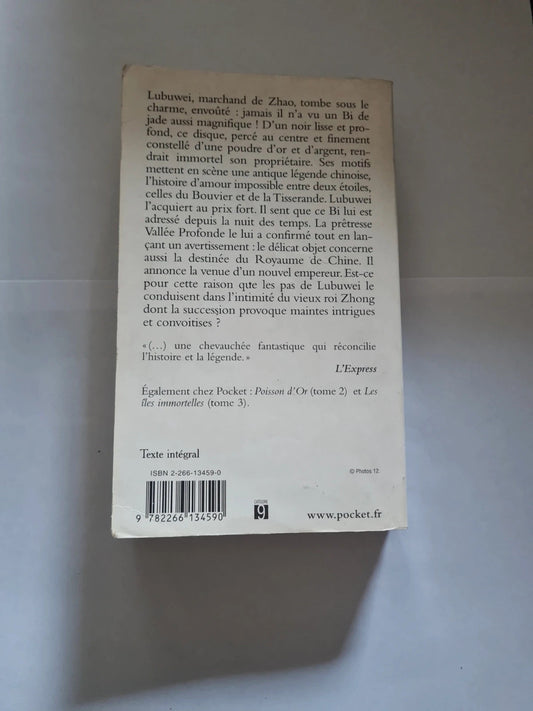 Lubuwei, marchand de Zhao, tombe sous le
charme, envoûté : jamais il n'a vu un Bi de
jade aussi magnifique ! D'un noir lisse et pro-
fond, ce disque, percé au centre et finement
constellé d'une poudre d'or et d'argent, ren-
drait immortel son propriétaire. Ses motifs
mettent en scène une antique légende chinoise,
l'histoire d'amour impossible entre deux étoiles,
celles du Bouvier et de la Tisserande. Lubuwei
l'acquiert au prix fort. Il sent que ce Bi lui est
adressé depuis la nuit des temps. La prêtresse
Vallée Profonde le lui a confirmé tout en lan-
çant un avertissement : le délicat objet concerne
aussi la destinée du Royaume de Chine. Il
annonce la venue d'un nouvel empereur. Est-ce
pour cette raison que les pas de Lubuwei le
conduisent dans l'intimité du vieux roi Zhong
dont la succession provoque maintes intrigues
et convoitises ?
« (...) une chevauchée fantastique qui réconcilie
l'histoire et la légende. »
L'Express
Également chez Pocket : Poisson d'Or (tome 2) et Les
îles immortelles (tome 3).
Texte intégral
ISBN 2-266-13459-0
© Photos 12
9 782266 134590
CATÉGORIE
9
www.pocket.fr